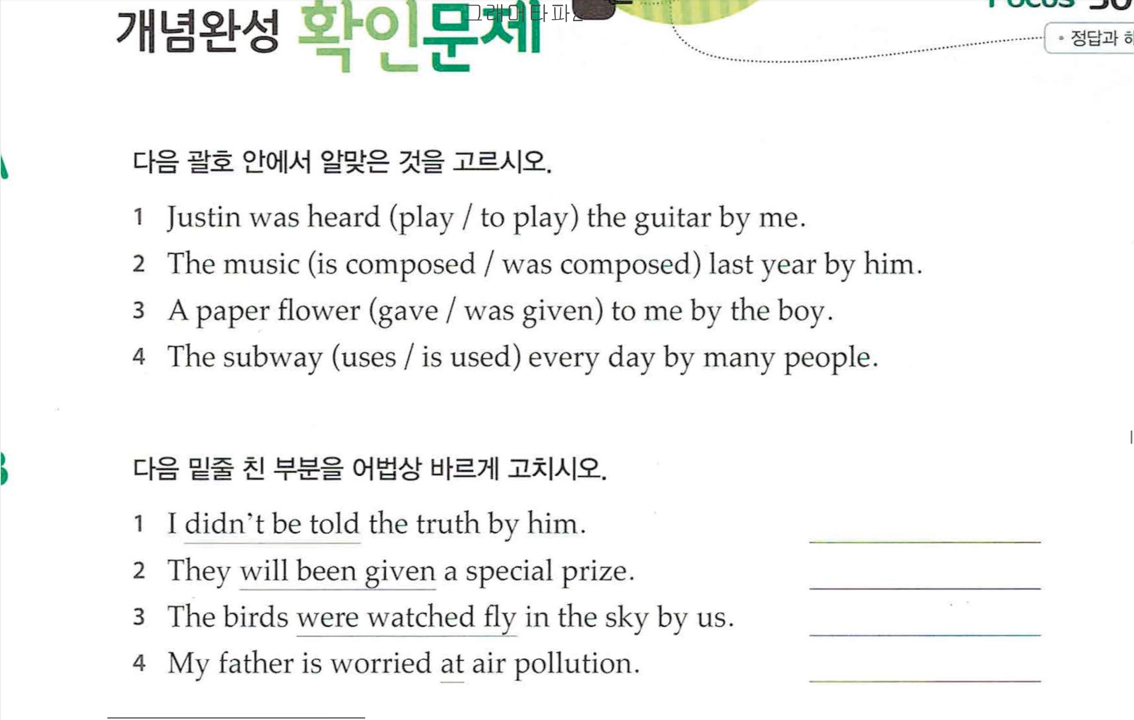 그래머타파
개념완성 확인문제
Focus
정답과 해
다음 괄호 안에서 알맞은 것을 고르시오.
1 Justin was heard (play / to play) the guitar by me.
2 The music (is composed / was composed) last year by him.
3 A paper flower (gave / was given) to me by the boy.
4 The subway (uses / is used) every day by many people.
B
다음 밑줄 친 부분을 어법상 바르게 고치시오.
1 I didn't be told the truth by him.
2 They will been given a special prize.
3 The birds were watched fly in the sky by us.
4 My father is worried at air pollution.